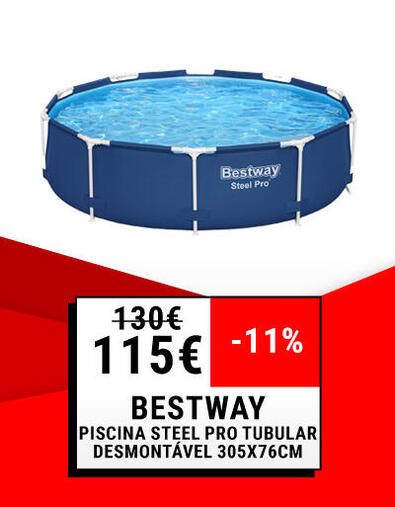 Bestway
Steel Pro
130€
115€
-11%
BESTWAY
PISCINA STEEL PRO TUBULAR
DESMONTÁVEL 305X76CM